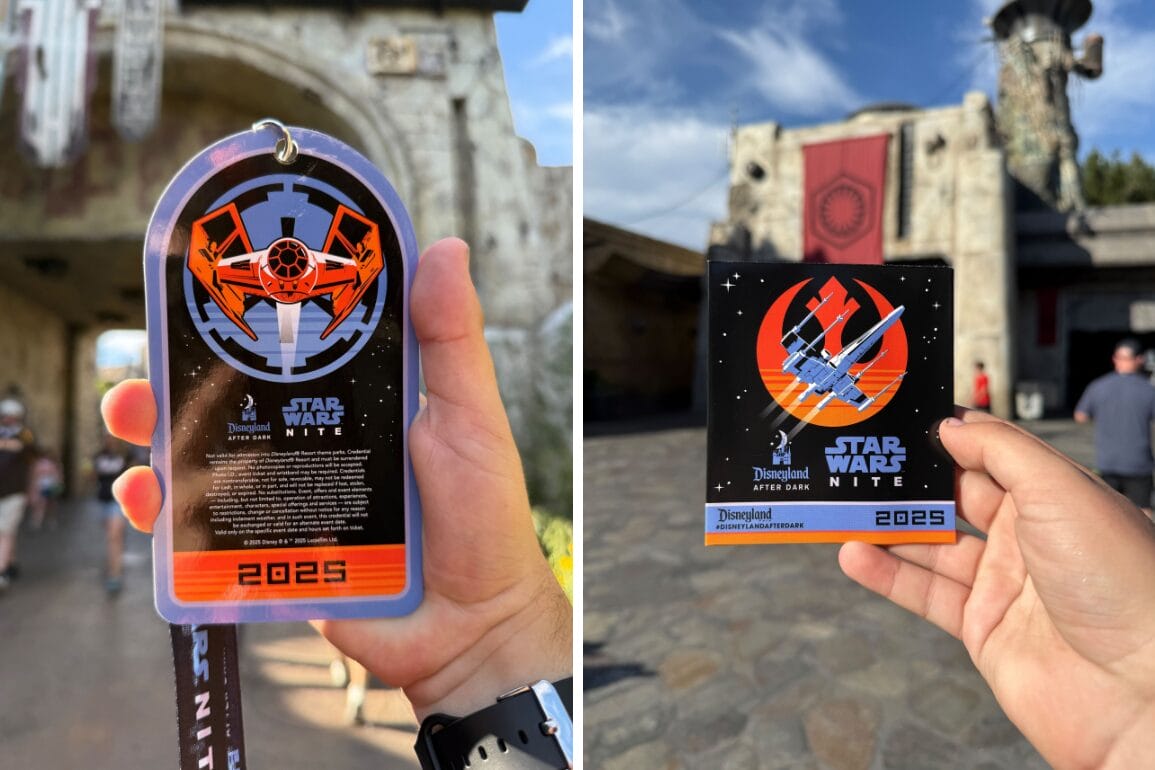 Disneyland
AFTER DARK
STAR
WARS
NITE
Not valid for admission into Disneyland® Resort theme parks. Credential
remains the property of Disneyland® Resort and must be surrendered
upon request. No photocopies or reproductions will be accepted.
Photo I.D., event ticket and wristband may be required. Credentials
are nontransferable, not for sale, revocable, may not be redeemed
for cash, in whole, or in part, and will not be replaced if lost, stolen,
destroyed, or expired. No substitutions. Event, offers and event elements
— including, but not limited to, operation of attractions, experiences,
entertainment, characters, special offerings and services — are subject
to restrictions, change or cancellation without notice for any reason
including inclement weather, and in such event, this credential will not
be exchanged or valid for an alternate event date.
Valid only on the specific event date and hours set forth on ticket.
© 2025 Disney © & ™ 2025 Lucasfilm Ltd.
2025
WARS NIT
Disneyland
AFTER DARK
STAR
WARS
NITE
Disneyland
#DISNEYLANDAFTERDARK
2025